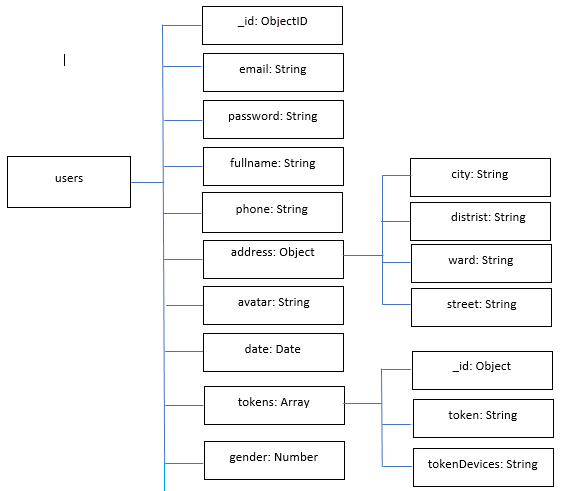 users
_id: ObjectID
email: String
password: String
fullname: String
phone: String
address: Object
city: String
distrist: String
ward: String
street: String
avatar: String
date: Date
tokens: Array
_id: Object
token: String
tokenDevices: String
gender: Number